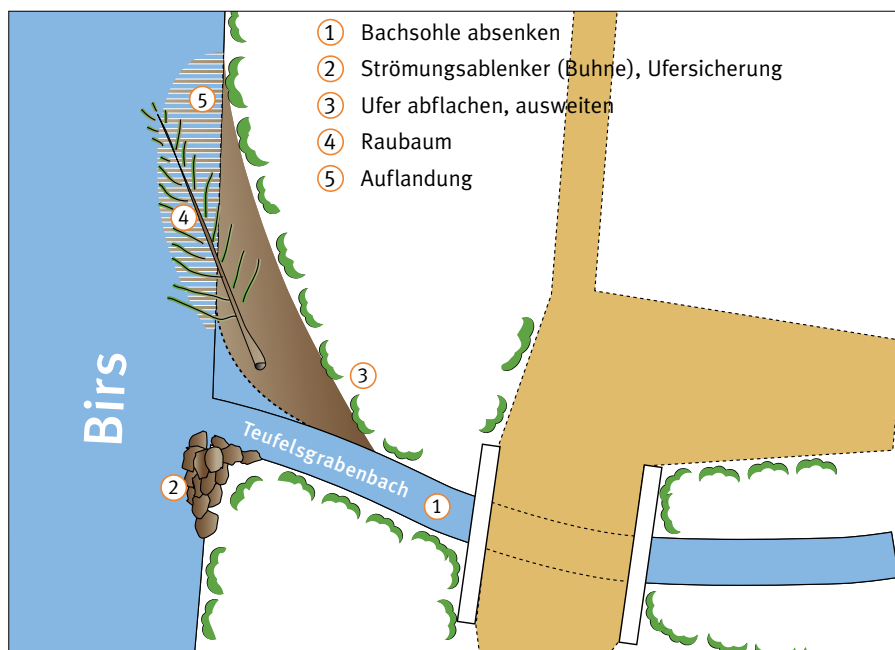 1 Bachsohle absenken
2 Strömungsablenker (Buhne), Ufersicherung
3 Ufer abflachen, ausweiten
4 Raubaum
5 Auflandung
5
4
3
Birs
Teufelsgrabenbach
2
1